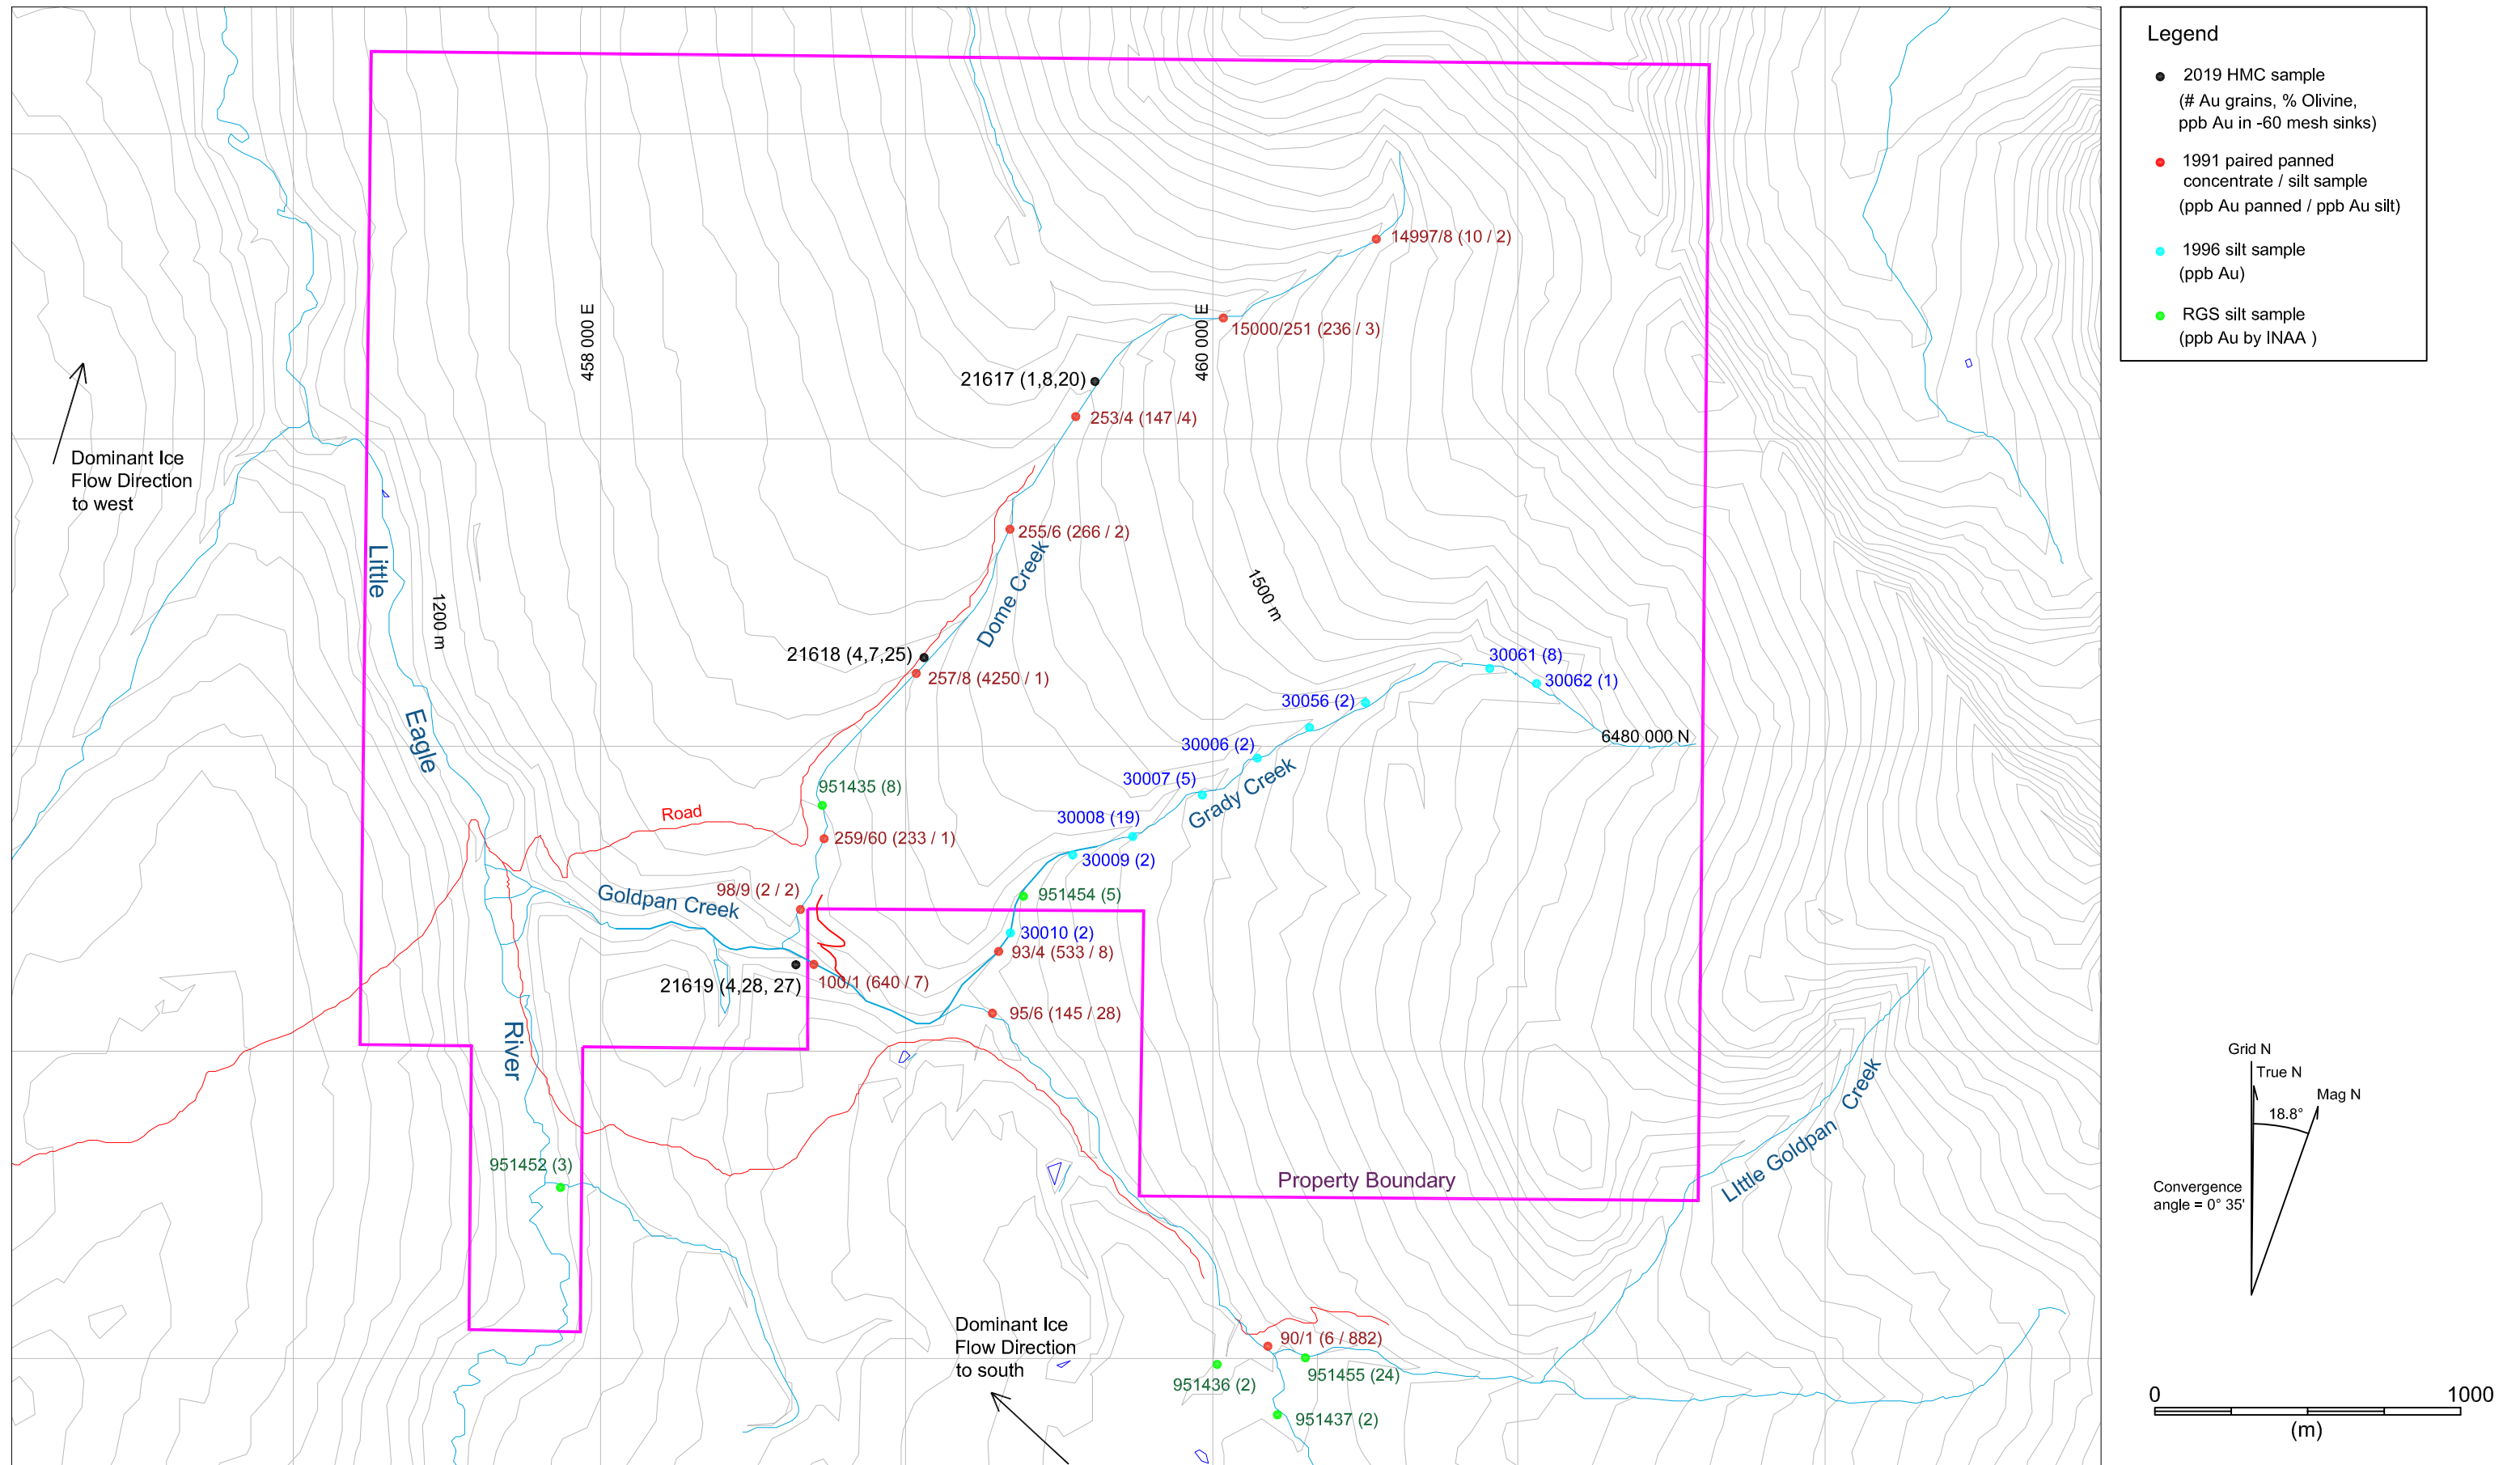 Legend
2019 HMC sample
(# Au grains, % Olivine,
ppb Au in -60 mesh sinks)
1991 paired panned
concentrate / silt sample
(ppb Au panned / ppb Au silt)
1996 silt sample
(ppb Au)
RGS silt sample
(ppb Au by INAA )
14997/8 (10 / 2)
15000/251 (236 / 3)
458 000 E
460 000 E
21617 (1,8,20)
253/4 (147 /4)
Dominant Ice
Flow Direction
to west
255/6 (266 / 2)
Dome Creek
Little
Eagle
River
1200 m
1500 m
21618 (4,7,25)
257/8 (4250 / 1)
30061 (8)
30062 (1)
30056 (2)
6480 000 N
30006 (2)
30007 (5)
Grady Creek
951435 (8)
Road
30008 (19)
259/60 (233 / 1)
30009 (2)
98/9 (2 / 2)
Goldpan Creek
951454 (5)
30010 (2)
93/4 (533 / 8)
100/1 (640 / 7)
21619 (4,28, 27)
95/6 (145 / 28)
LIttle Goldpan Creek
951452 (3)
Property Boundary
Dominant Ice
Flow Direction
to south
90/1 (6 / 882)
951436 (2)
951455 (24)
951437 (2)
Grid N
True N
Mag N
18.8°
Convergence
angle = 0° 35'
0 1000
(m)